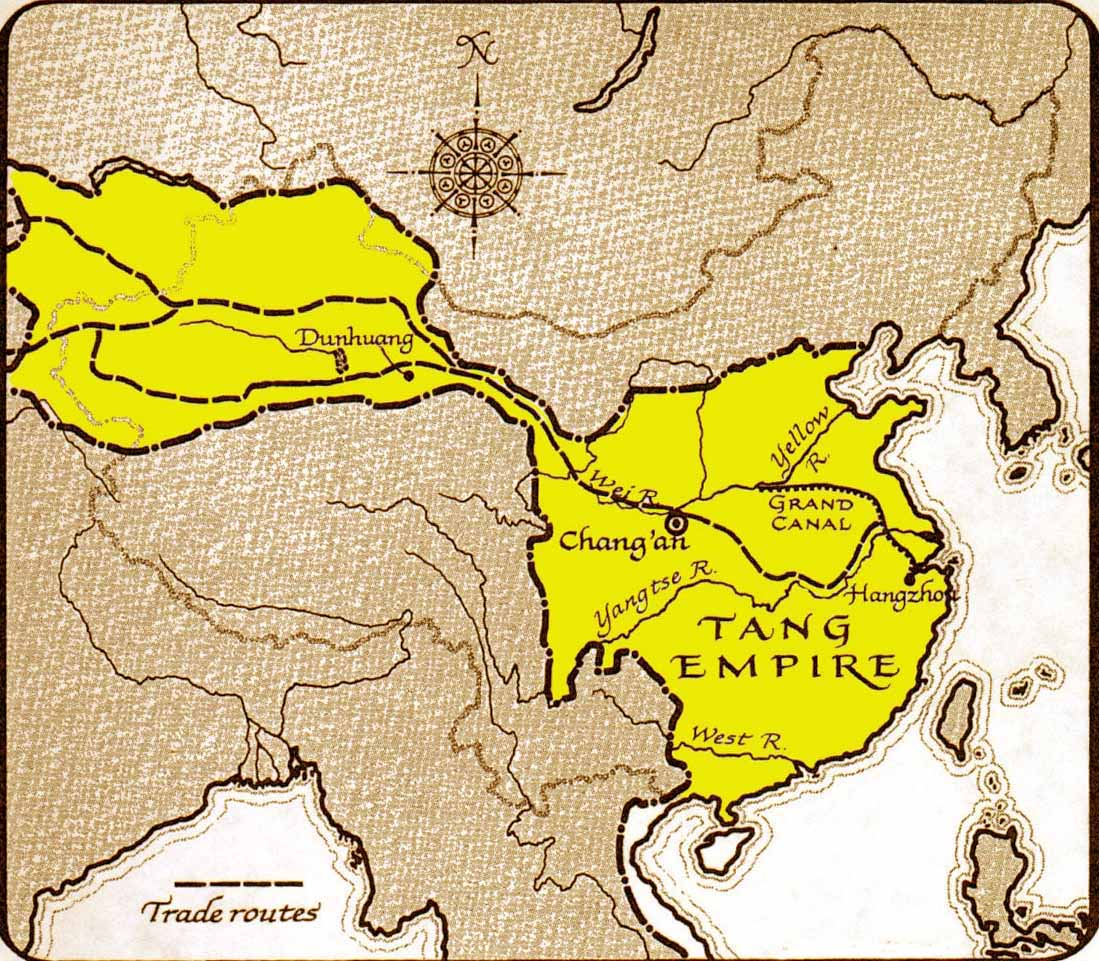 N
Dunhuang
Yellow
R.
Wei R.
GRAND
CANAL
Chang'an
Yangtse R.
Hangzhou
TANG
EMPIRE
West R.
Trade routes